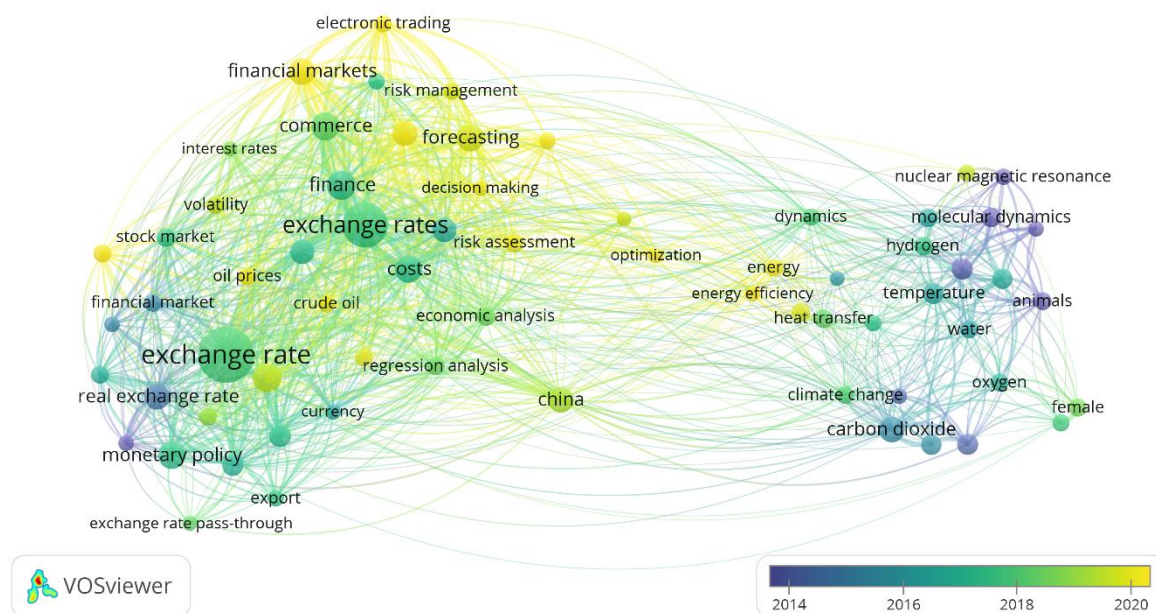 electronic trading
financial markets
risk management
commerce
forecasting
interest rates
nuclear magnetic resonance
finance
decision making
volatility
dynamics
molecular dynamics
exchange rates
stock market
risk assessment
hydrogen
optimization
oil prices
costs
energy
financial market
crude oil
energy efficiency
temperature
animals
economic analysis
heat transfer
water
exchange rate
regression analysis
oxygen
real exchange rate
china
climate change
currency
female
carbon dioxide
monetary policy
export
exchange rate pass-through
VOSviewer
2014 2016 2018 2020